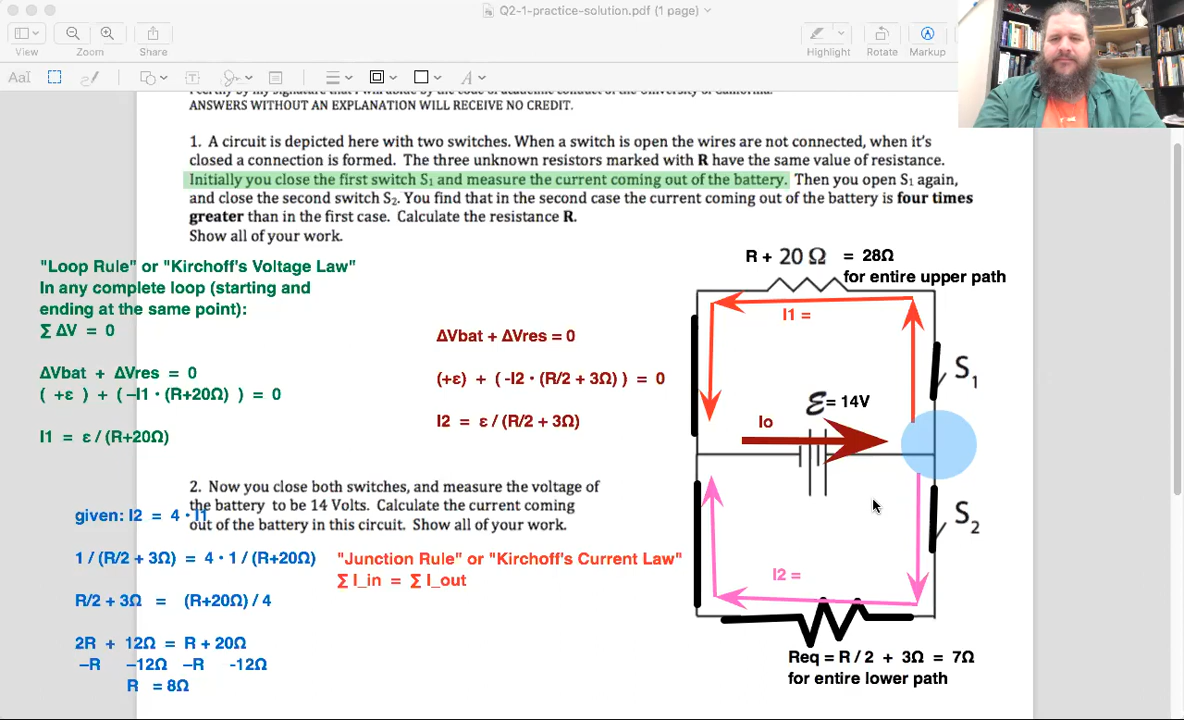 Q2-1-practice-solution.pdf (1 page)
View
Zoom
Share
Highlight
Rotate
Markup
AaI
A
ANSWERS WITHOUT AN EXPLANATION WILL RECEIVE NO CREDIT.
1. A circuit is depicted here with two switches. When a switch is open the wires are not connected, when it's
closed a connection is formed. The three unknown resistors marked with R have the same value of resistance.
Initially you close the first switch S1 and measure the current coming out of the battery. Then you open S1 again,
and close the second switch S2. You find that in the second case the current coming out of the battery is four times
greater than in the first case. Calculate the resistance R.
Show all of your work.
"Loop Rule" or "Kirchoff's Voltage Law"
In any complete loop (starting and
ending at the same point):
∑ ΔV = 0
ΔVbat + ΔVres = 0
( +ε ) + ( –I1 · (R+20Ω) ) = 0
I1 = ε / (R+20Ω)
ΔVbat + ΔVres = 0
(+ε) + ( -I2 · (R/2 + 3Ω) ) = 0
I2 = ε / (R/2 + 3Ω)
R + 20 Ω = 28Ω
for entire upper path
I1 =
S1
ε = 14V
Io
S2
I2 =
Req = R / 2 + 3Ω = 7Ω
for entire lower path
2. Now you close both switches, and measure the voltage of
the battery to be 14 Volts. Calculate the current coming
out of the battery in this circuit. Show all of your work.
given: I2 = 4 · I1
1 / (R/2 + 3Ω) = 4 · 1 / (R+20Ω)
R/2 + 3Ω = (R+20Ω) / 4
2R + 12Ω = R + 20Ω
–R –12Ω –R -12Ω
R = 8Ω
"Junction Rule" or "Kirchoff's Current Law"
∑ I_in = ∑ I_out